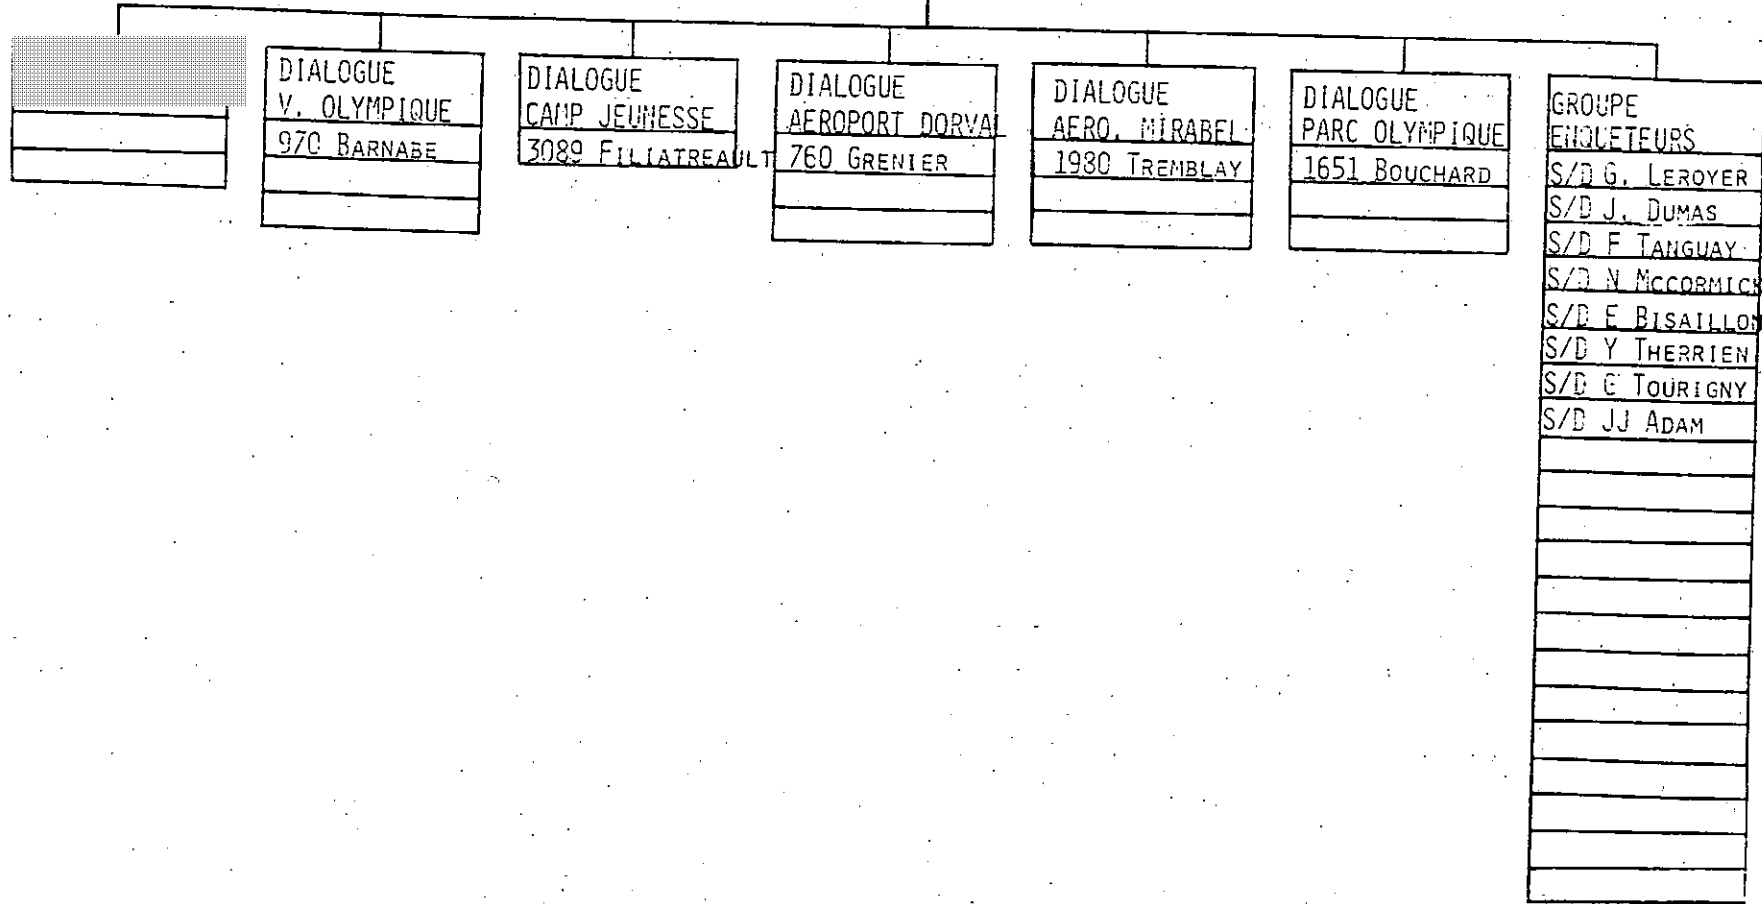 DIALOGUE
V. OLYMPIQUE
970 BARNABE
DIALOGUE
CAMP JEUNESSE
3089 FILIATREAULT
DIALOGUE
AEROPORT DORVAL
760 GRENIER
DIALOGUE
AERO. MIRABEL
1980 TREMBLAY
DIALOGUE
PARC OLYMPIQUE
1651 BOUCHARD
GROUPE
ENQUETEURS
S/D G. LEROYER
S/D J. DUMAS
S/D F TANGUAY
S/D N MCCORMICK
S/D E BISAILLON
S/D Y THERRIEN
S/D G TOURIGNY
S/D JJ ADAM